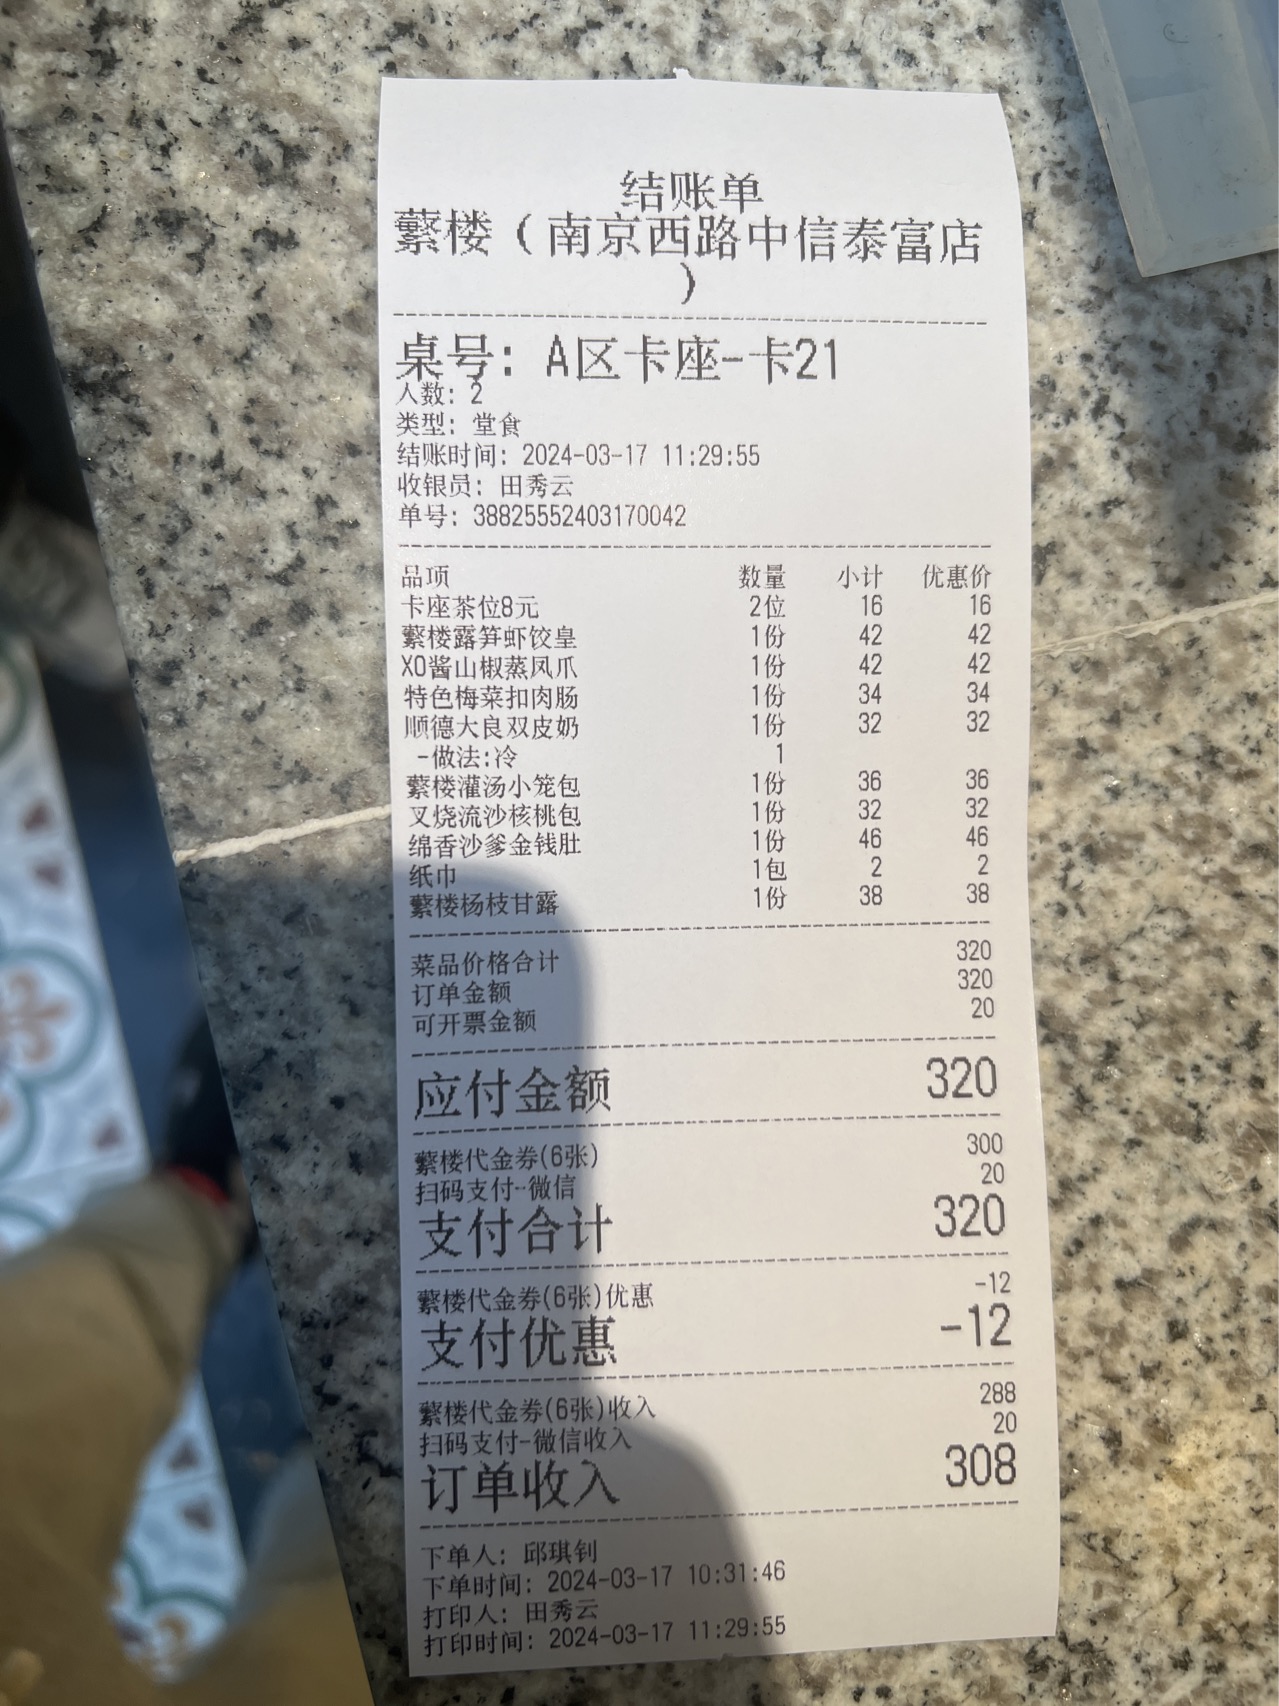 结账单
蘩楼（南京西路中信泰富店
）
桌号：A区卡座-卡21
人数：2
类型：堂食
结账时间：2024-03-17 11:29:55
收银员：田秀云
单号：38825552403170042
品项 数量 小计 优惠价
卡座茶位8元 2位 16 16
蘩楼露笋虾饺皇 1份 42 42
XO酱山椒蒸凤爪 1份 42 42
特色梅菜扣肉肠 1份 34 34
顺德大良双皮奶 1份 32 32
-做法:冷 1
蘩楼灌汤小笼包 1份 36 36
叉烧流沙核桃包 1份 32 32
绵香沙爹金钱肚 1份 46 46
纸巾 1包 2 2
蘩楼杨枝甘露 1份 38 38
菜品价格合计 320
订单金额 320
可开票金额 20
应付金额 320
蘩楼代金券(6张) 300
扫码支付-微信 20
支付合计 320
蘩楼代金券(6张)优惠 -12
支付优惠 -12
蘩楼代金券(6张)收入 288
扫码支付-微信收入 20
订单收入 308
下单人：邱琪钊
下单时间：2024-03-17 10:31:46
打印人：田秀云
打印时间：2024-03-17 11:29:55